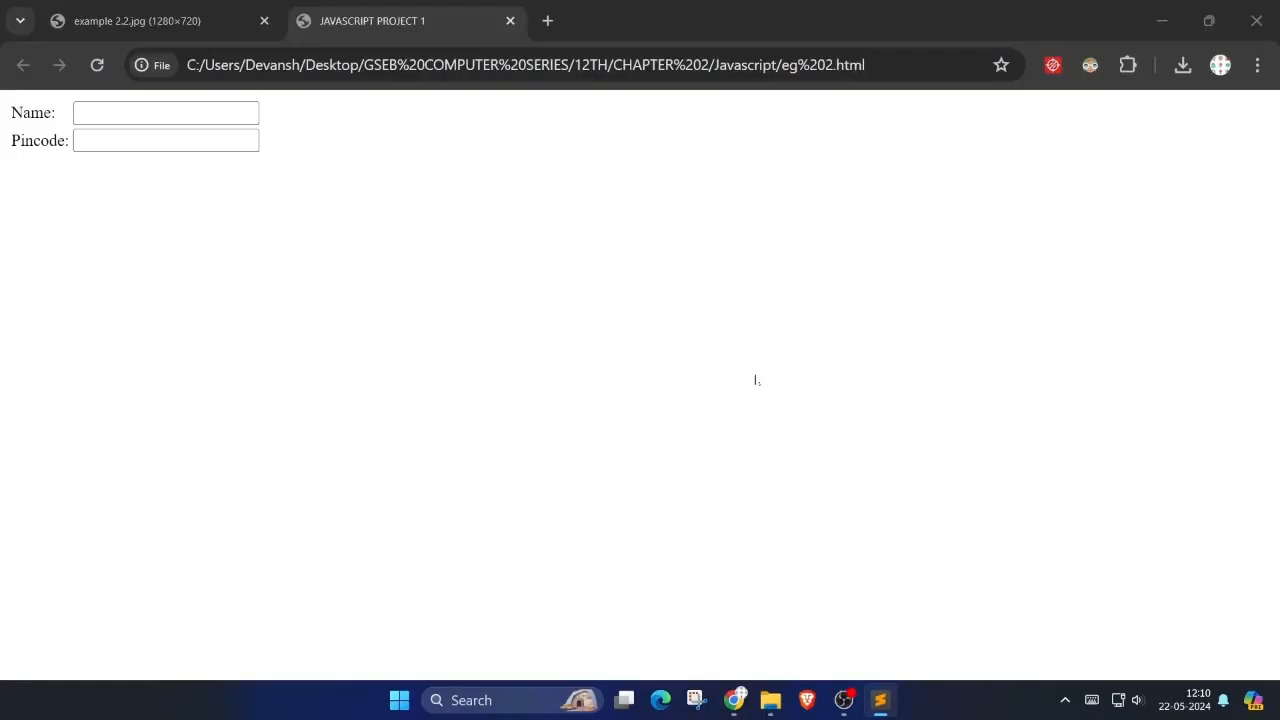 example 2.2.jpg (1280×720)
JAVASCRIPT PROJECT 1
File
C:/Users/Devansh/Desktop/GSEB%20COMPUTER%20SERIES/12TH/CHAPTER%202/Javascript/eg%202.html
Name:
Pincode:
Search
12:10
22-05-2024
PRE